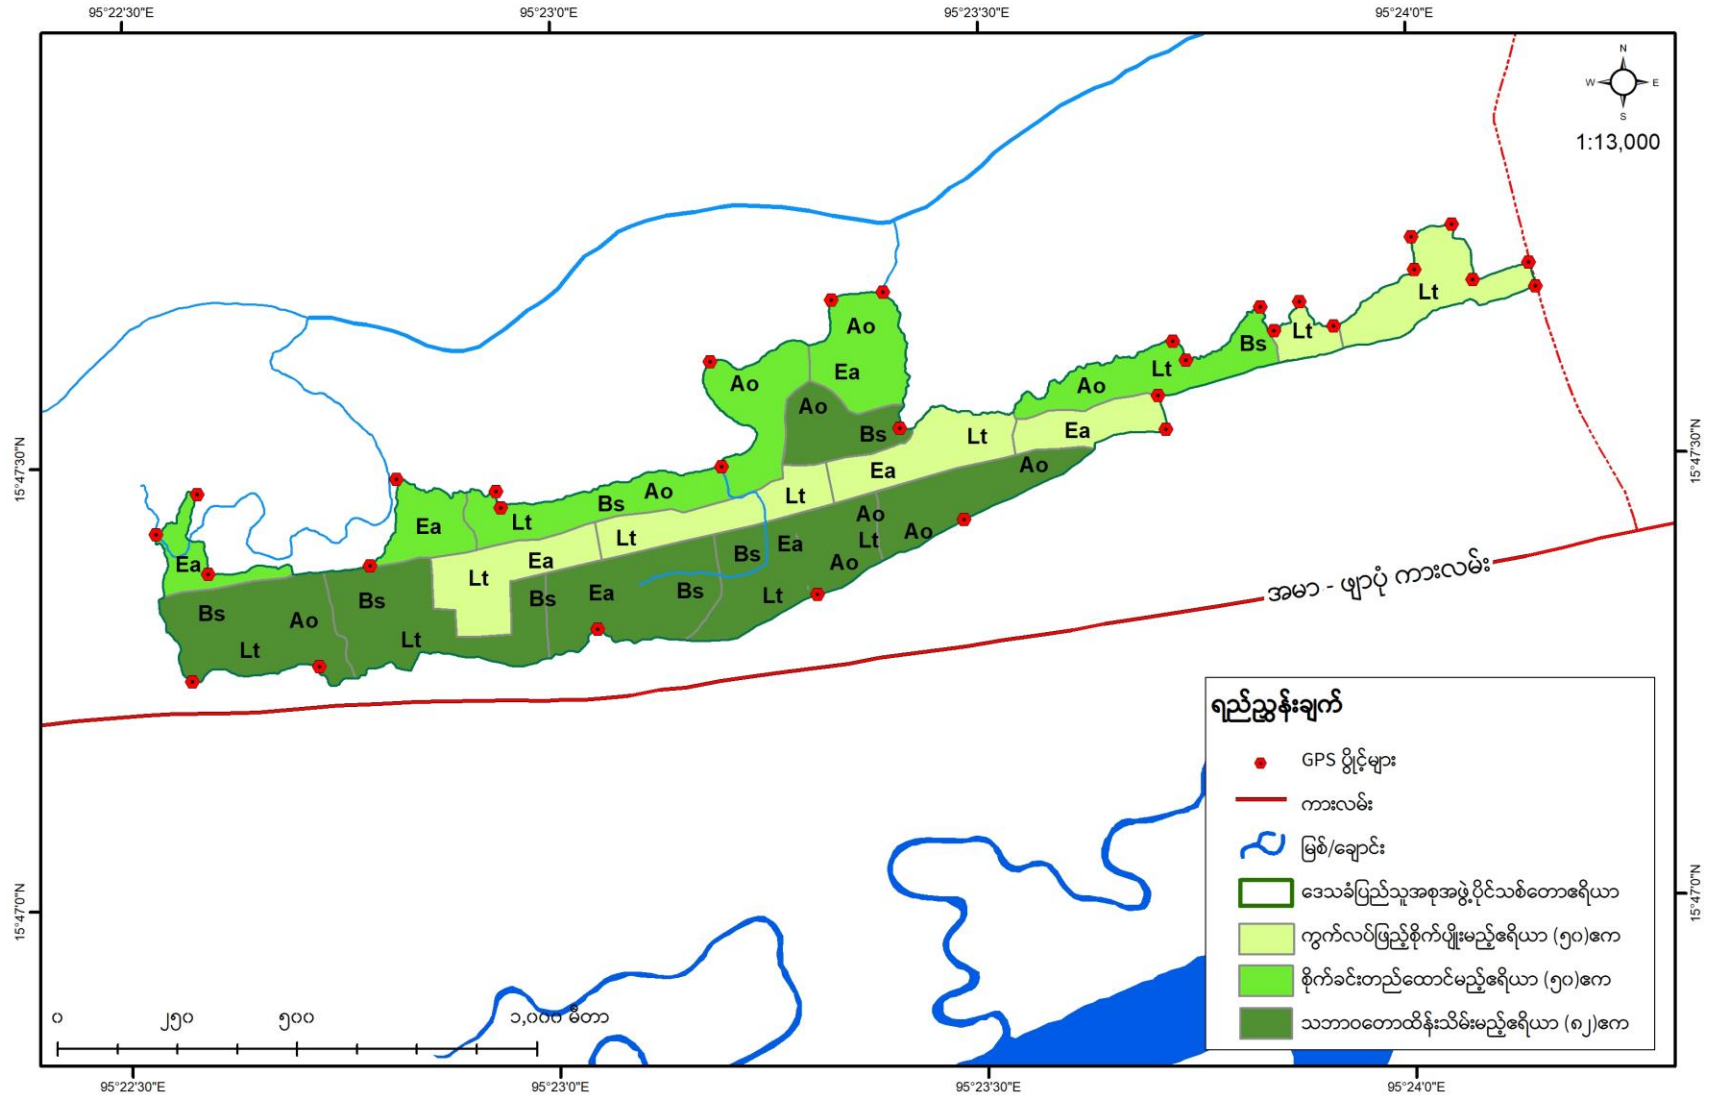 95°22'30"E
95°23'0"E
95°23'30"E
95°24'0"E
N
W E
S
1:13,000
Ao
Lt
Ea
Lt
Bs
Ao
Lt
Ao
Ao
Lt
Ea
Bs
15°47'30"N
15°47'30"N
Ea
Ao
Lt
Bs
Ao
Lt
Ea
Lt
Ao
Lt
Ea
Bs
Ao
Lt
Ao
Ea
Lt
Ea
Bs
Ao
Lt
Bs
Lt
Bs
Ea
Bs
Lt
Bs
Ao
Lt
အမာ - ဖျာပုံ ကားလမ်း
ရည်ညွှန်းချက်
GPS ပွိုင့်များ
ကားလမ်း
မြစ်/ချောင်း
ဒေသခံပြည်သူအစုအဖွဲ့ပိုင်သစ်တောဧရိယာ
ကွက်လပ်ဖြည့်စိုက်ပျိုးမည့်ဧရိယာ (၅၀)ဧက
စိုက်ခင်းတည်ထောင်မည့်ဧရိယာ (၅၀)ဧက
သဘာဝတောထိန်းသိမ်းမည့်ဧရိယာ (၈၂)ဧက
15°47'0"N
15°47'0"N
၀ ၂၅၀ ၅၀၀ ၁,၀၀၀ မီတာ
95°22'30"E
95°23'0"E
95°23'30"E
95°24'0"E